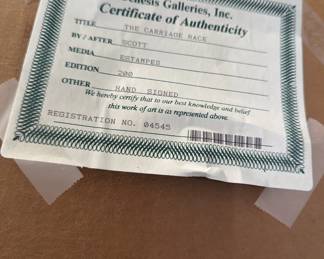 nesis Galleries, Inc.
Certificate of Authenticity
TITLE THE CARRIAGE RACE
BY / AFTER SCOTT
MEDIA ESTAMPES
EDITION 200
OTHER HAND SIGNED
We hereby certify that to our best knowledge and belief
this work of art is as represented above.
REGISTRATION NO. 04545